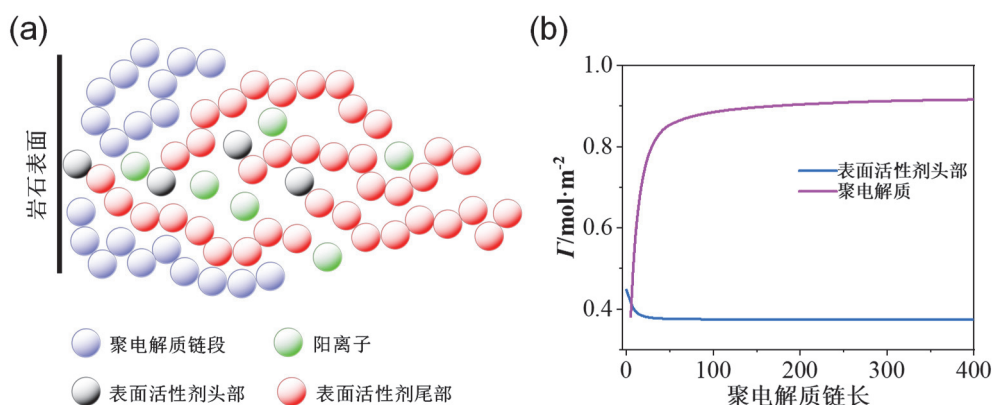 (a)
岩石表面
聚电解质链段
阳离子
表面活性剂头部
表面活性剂尾部
(b)
Γ/mol·m⁻²
1.0
0.8
0.6
0.4
表面活性剂头部
聚电解质
0
100
200
300
400
聚电解质链长